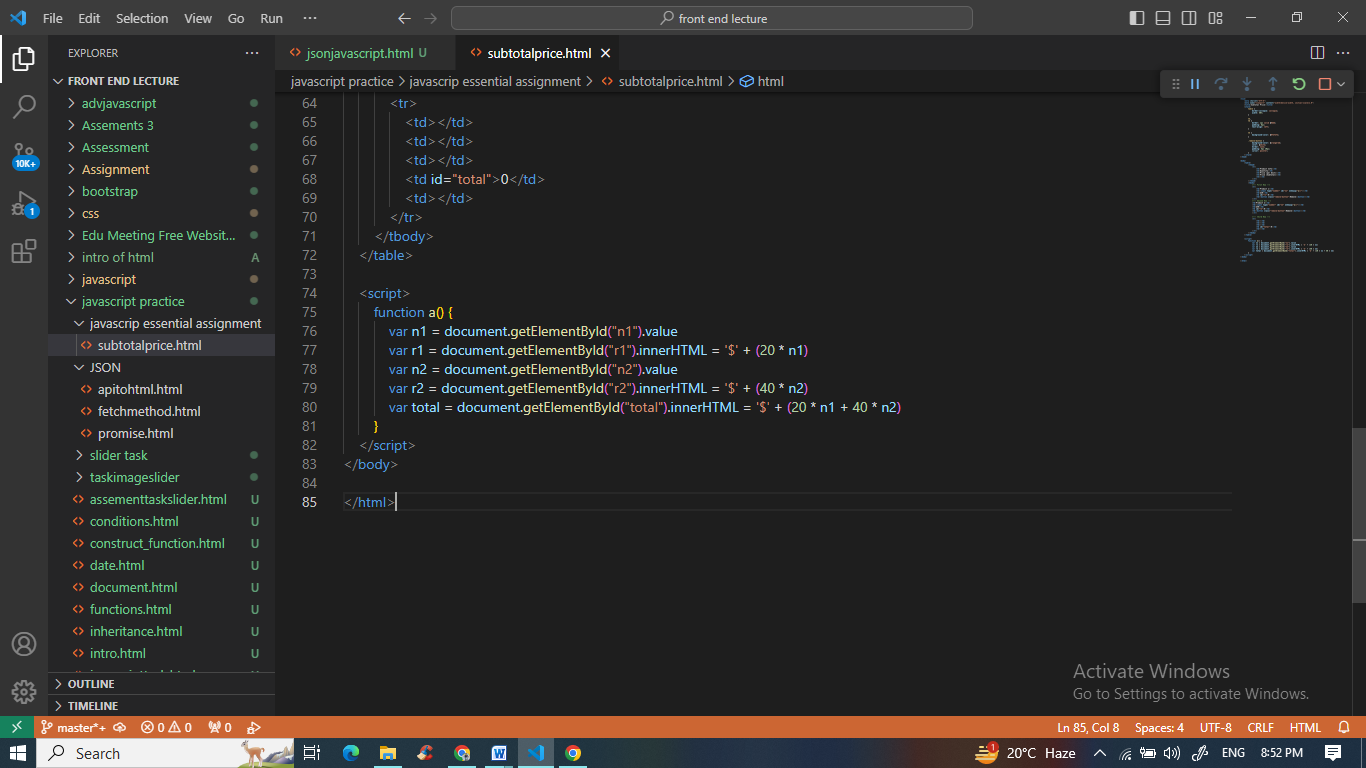 File Edit Selection View Go Run ··· front end lecture
EXPLORER ···
FRONT END LECTURE
advjavascript
Assements 3
Assessment
Assignment
bootstrap
css
Edu Meeting Free Websit...
intro of html A
javascript
javascript practice
javascrip essential assignment
subtotalprice.html
JSON
apitohtml.html
fetchmethod.html
promise.html
slider task
taskimageslider
assementtaskslider.html U
conditions.html U
construct_function.html U
date.html U
document.html U
functions.html U
inheritance.html U
intro.html U
OUTLINE
TIMELINE
10K+
1
jsonjavascript.html U subtotalprice.html
javascript practice > javascrip essential assignment > subtotalprice.html > html
64 <tr>
65 <td></td>
66 <td></td>
67 <td></td>
68 <td id="total">0</td>
69 <td></td>
70 </tr>
71 </tbody>
72 </table>
73
74 <script>
75 function a() {
76 var n1 = document.getElementById("n1").value
77 var r1 = document.getElementById("r1").innerHTML = '$' + (20 * n1)
78 var n2 = document.getElementById("n2").value
79 var r2 = document.getElementById("r2").innerHTML = '$' + (40 * n2)
80 var total = document.getElementById("total").innerHTML = '$' + (20 * n1 + 40 * n2)
81 }
82 </script>
83 </body>
84
85 </html>
Activate Windows
Go to Settings to activate Windows.
master*+ 0 0 0 Ln 85, Col 8 Spaces: 4 UTF-8 CRLF HTML
Search 1 20°C Haze ENG 8:52 PM